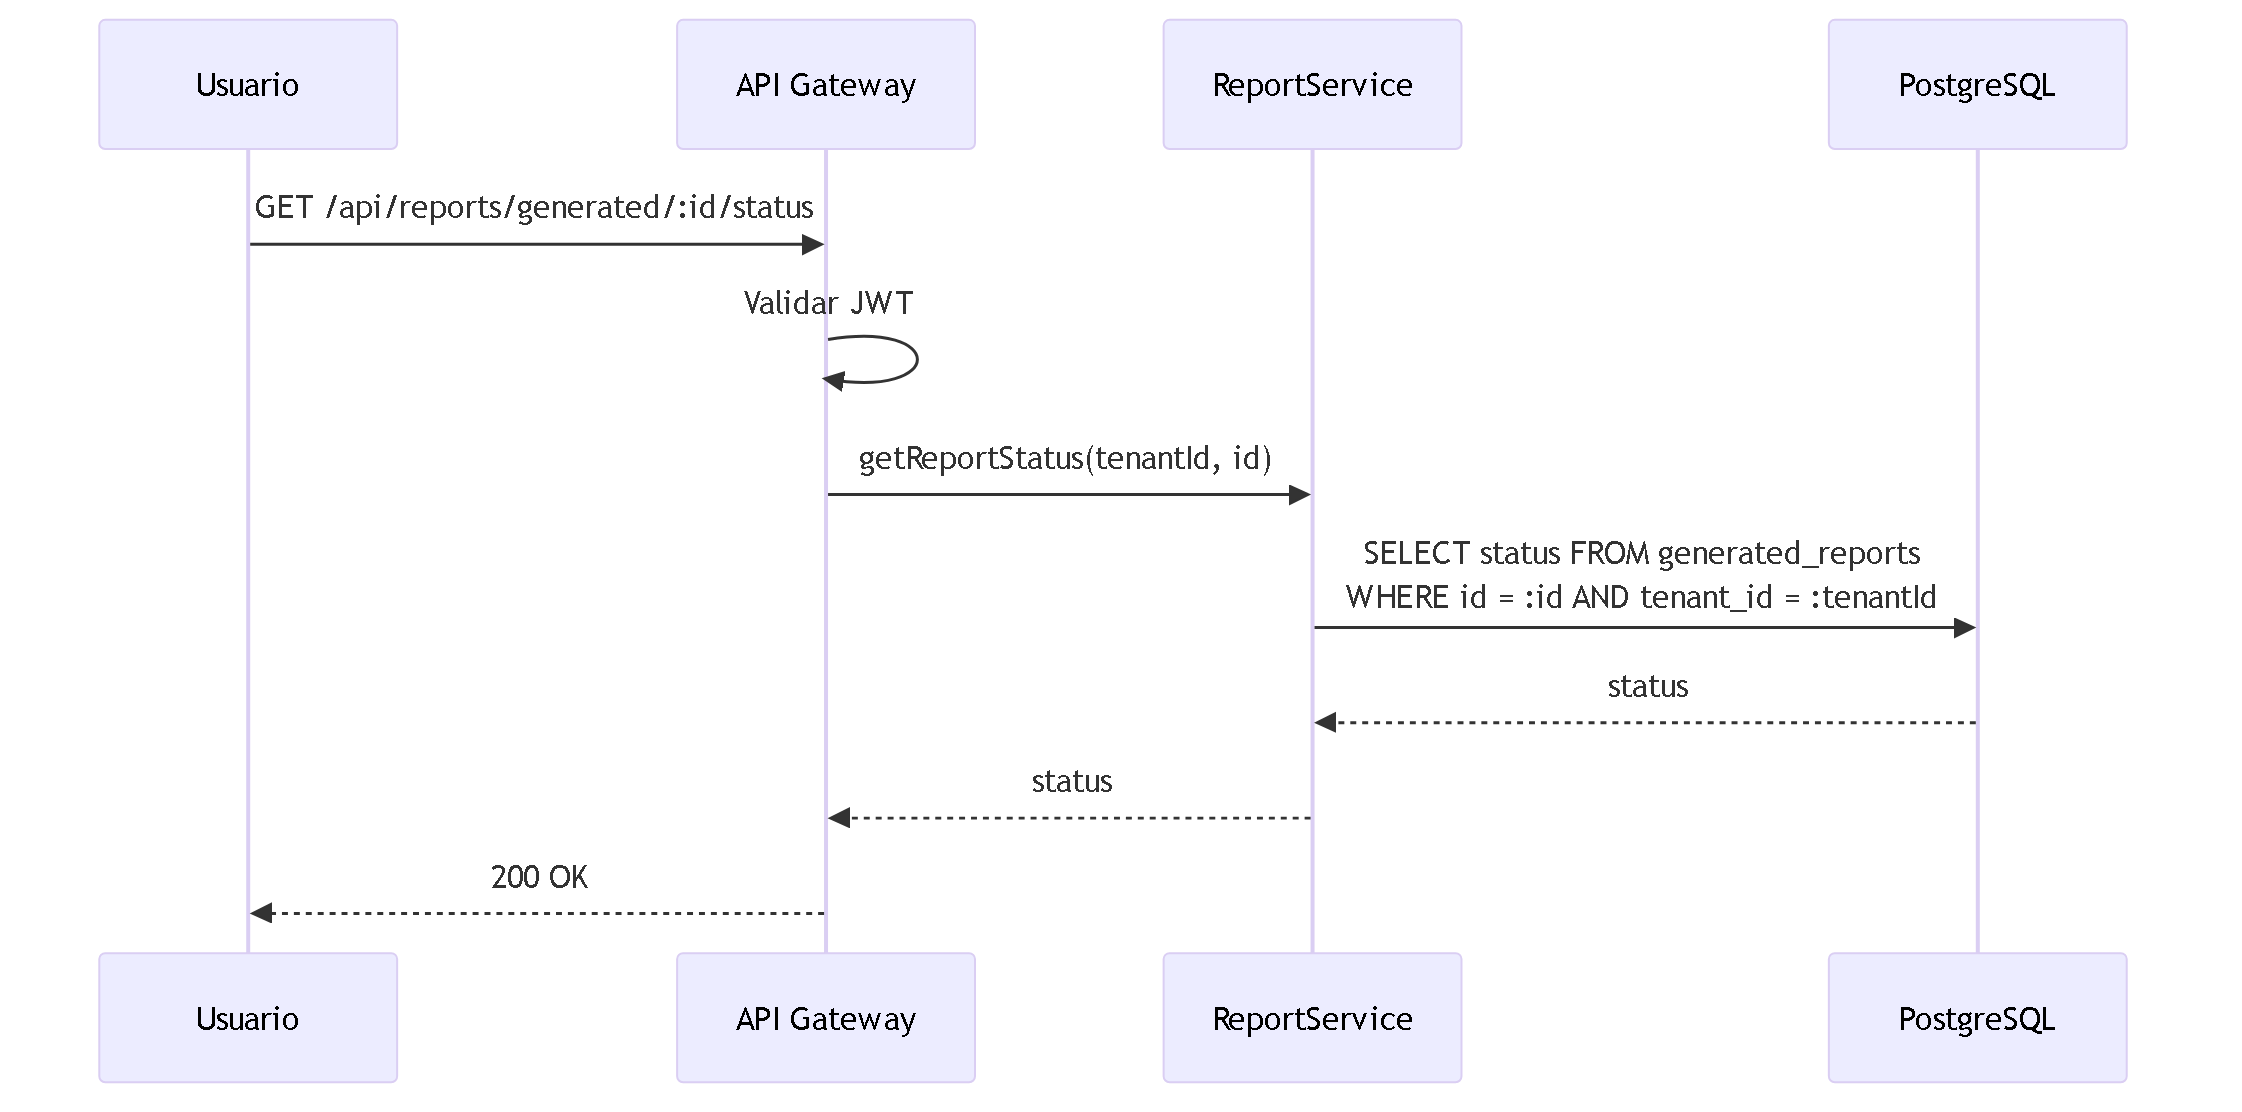 Usuario
API Gateway
ReportService
PostgreSQL
GET /api/reports/generated/:id/status
Validar JWT
getReportStatus(tenantId, id)
SELECT status FROM generated_reports
WHERE id = :id AND tenant_id = :tenantId
status
status
200 OK
Usuario
API Gateway
ReportService
PostgreSQL